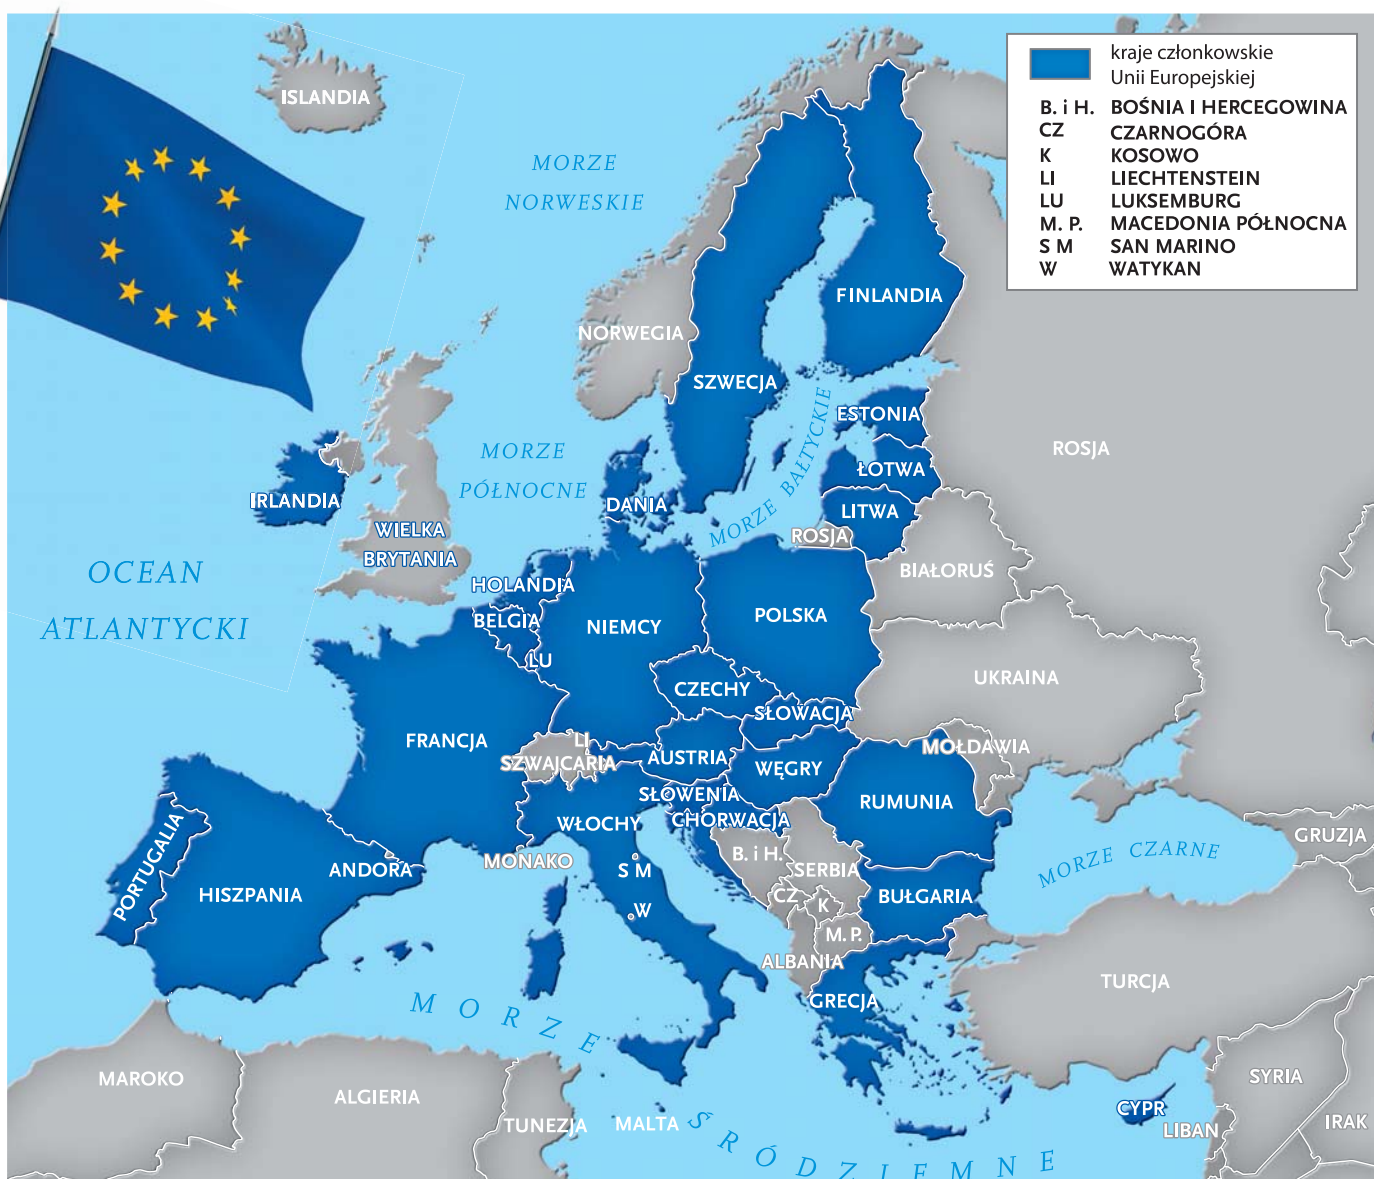 kraje członkowskie
Unii Europejskiej
B. i H. BOŚNIA I HERCEGOWINA
CZ CZARNOGÓRA
K KOSOWO
LI LIECHTENSTEIN
LU LUKSEMBURG
M. P. MACEDONIA PÓŁNOCNA
S M SAN MARINO
W WATYKAN
ISLANDIA
MORZE
NORWESKIE
FINLANDIA
NORWEGIA
SZWECJA
MORZE BAŁTYCKIE
ESTONIA
ROSJA
MORZE
PÓŁNOCNE
ŁOTWA
IRLANDIA
DANIA
LITWA
WIELKA
BRYTANIA
ROSJA
BIAŁORUŚ
OCEAN
ATLANTYCKI
HOLANDIA
BELGIA
NIEMCY
POLSKA
LU
UKRAINA
CZECHY
SŁOWACJA
FRANCJA
LI
SZWAJCARIA
AUSTRIA
WĘGRY
MOŁDAWIA
SŁOWENIA
RUMUNIA
CHORWACJA
WŁOCHY
PORTUGALIA
GRUZJA
MORZE CZARNE
ANDORA
MONAKO
B. i H.
SERBIA
S M
HISZPANIA
CZ
K
BUŁGARIA
W
M. P.
ALBANIA
TURCJA
GRECJA
MORZE
ŚRÓDZIEMNE
MAROKO
ALGIERIA
TUNEZJA
MALTA
CYPR
LIBAN
SYRIA
IRAK